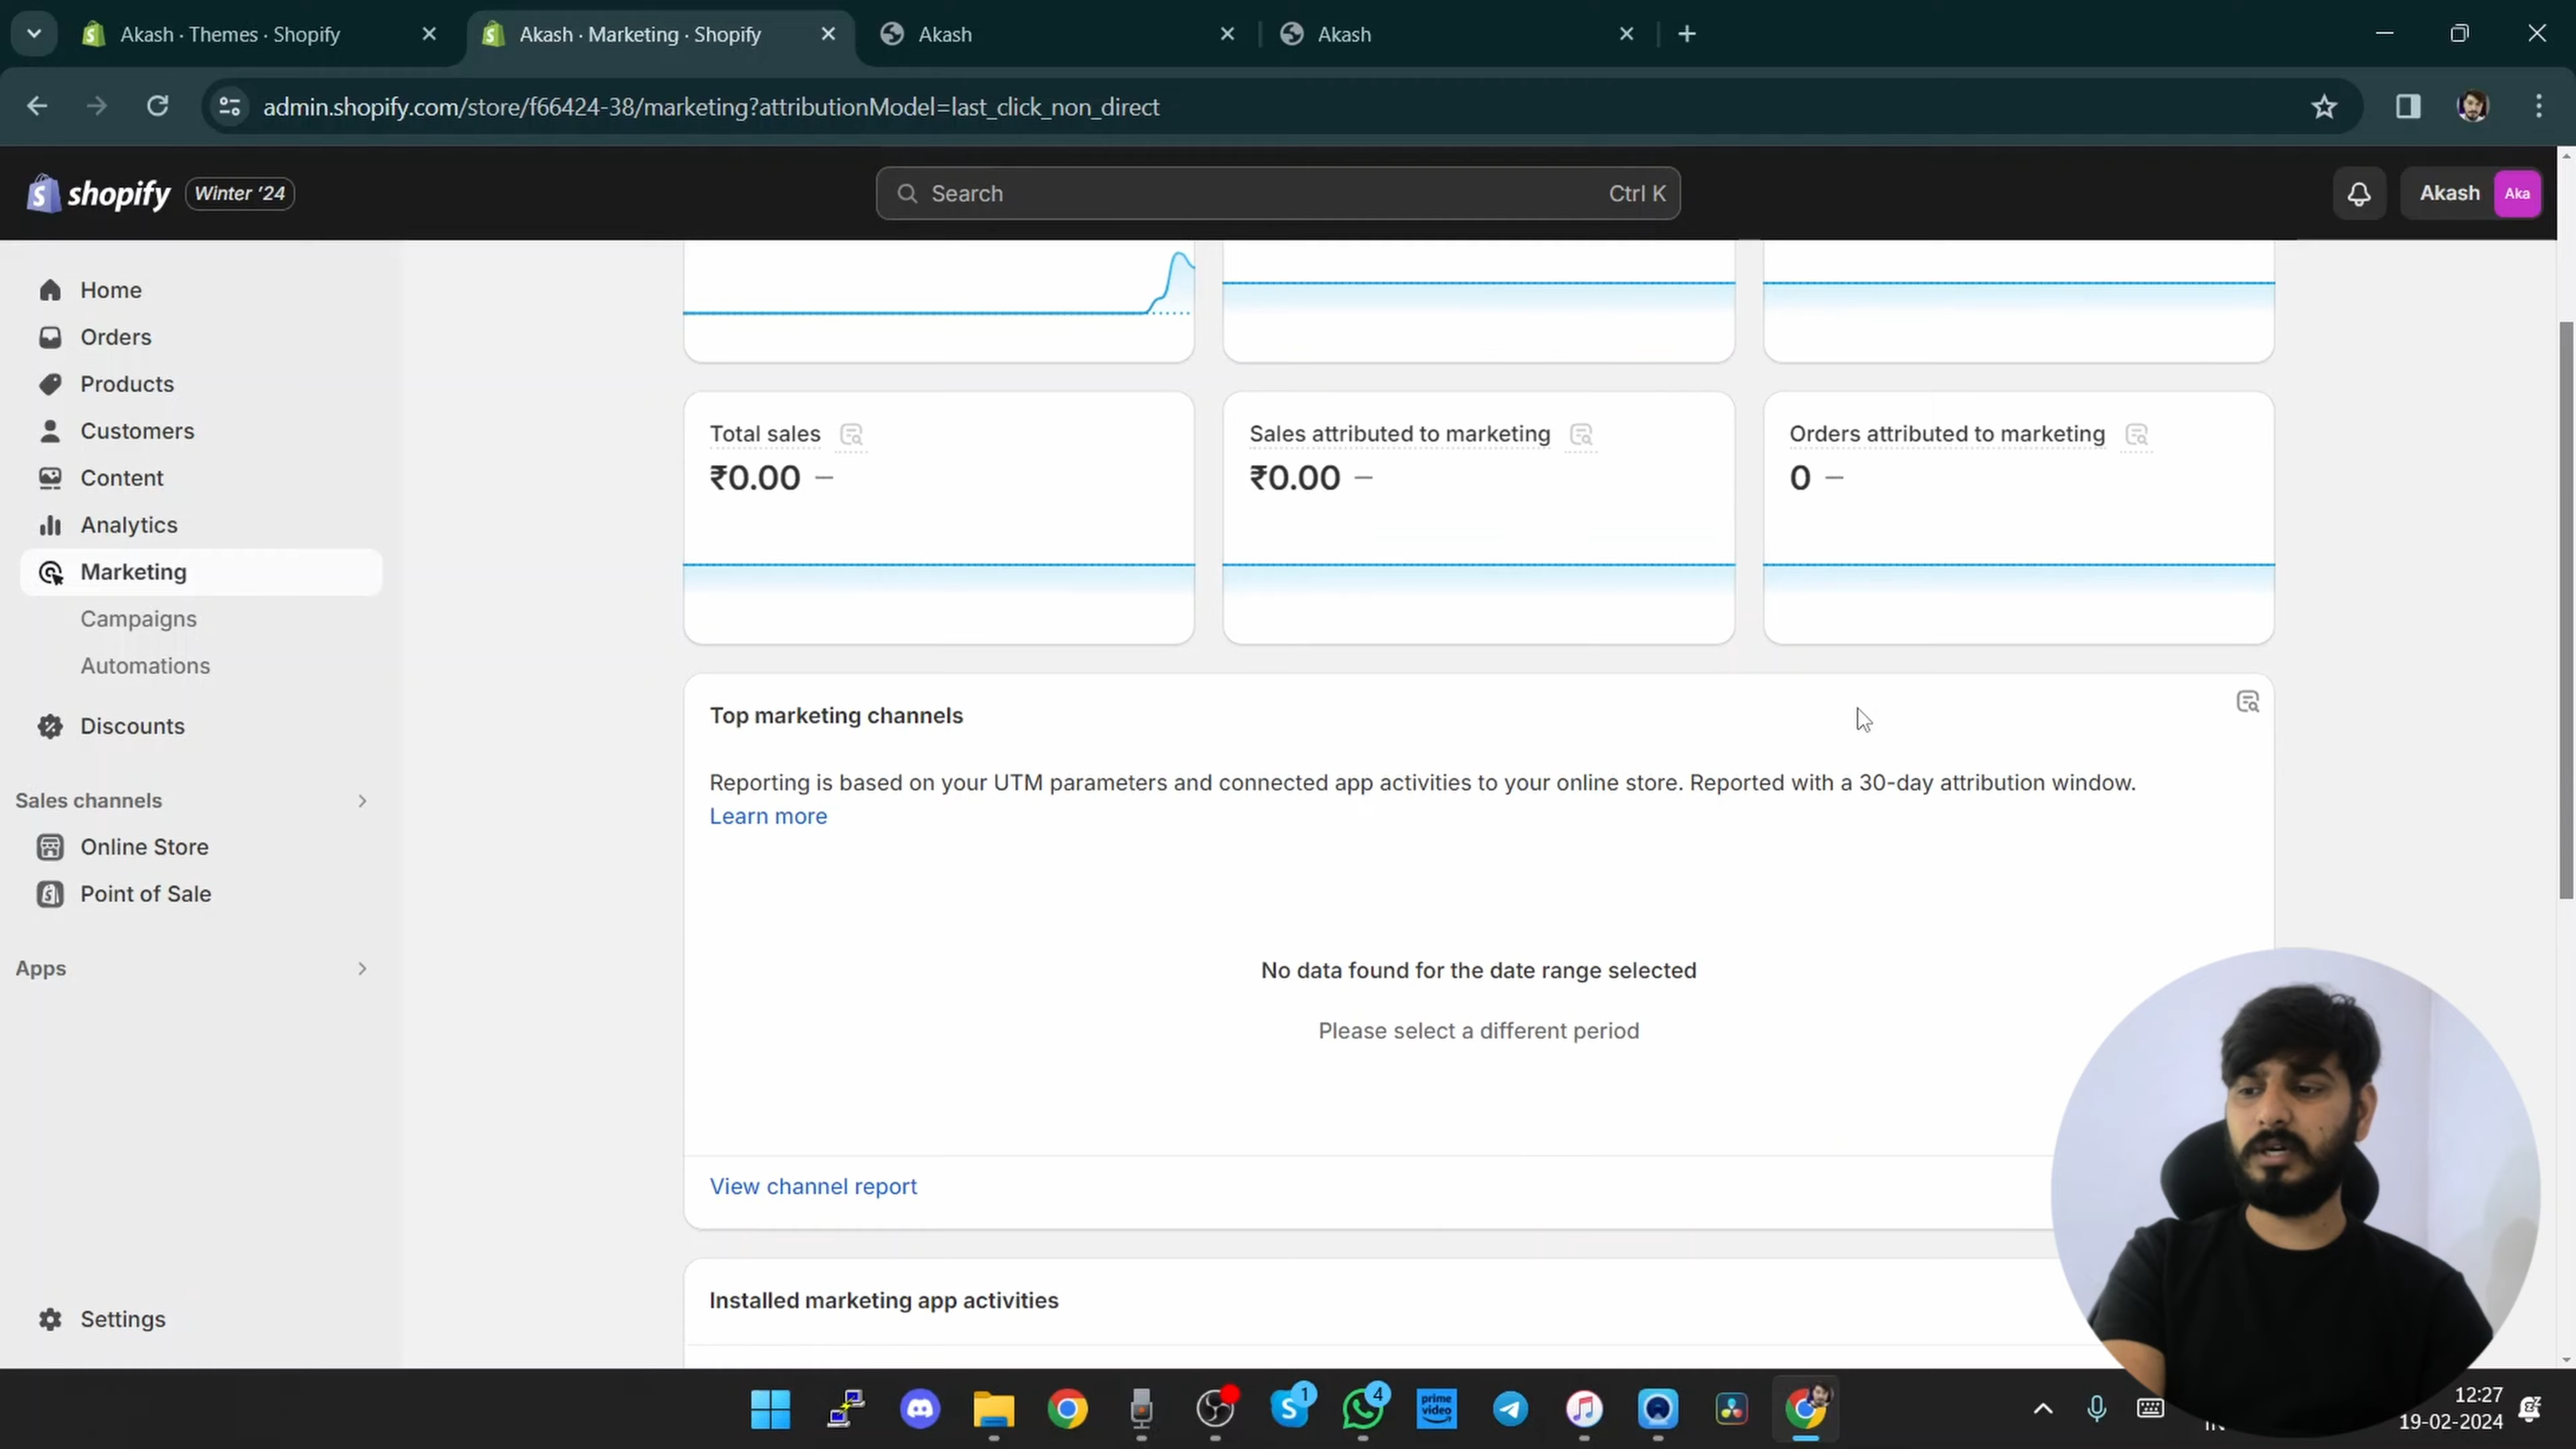 Akash · Themes · Shopify
Akash · Marketing · Shopify
Akash
Akash
admin.shopify.com/store/f66424-38/marketing?attributionModel=last_click_non_direct
shopify
Winter '24
Search
Ctrl K
Akash
Aka
Home
Orders
Products
Customers
Content
Analytics
Marketing
Campaigns
Automations
Discounts
Sales channels
Online Store
Point of Sale
Apps
Settings
Total sales
₹0.00 –
Sales attributed to marketing
₹0.00 –
Orders attributed to marketing
0 –
Top marketing channels
Reporting is based on your UTM parameters and connected app activities to your online store. Reported with a 30-day attribution window.
Learn more
No data found for the date range selected
Please select a different period
View channel report
Installed marketing app activities
1
4
prime video
12:27
19-02-2024